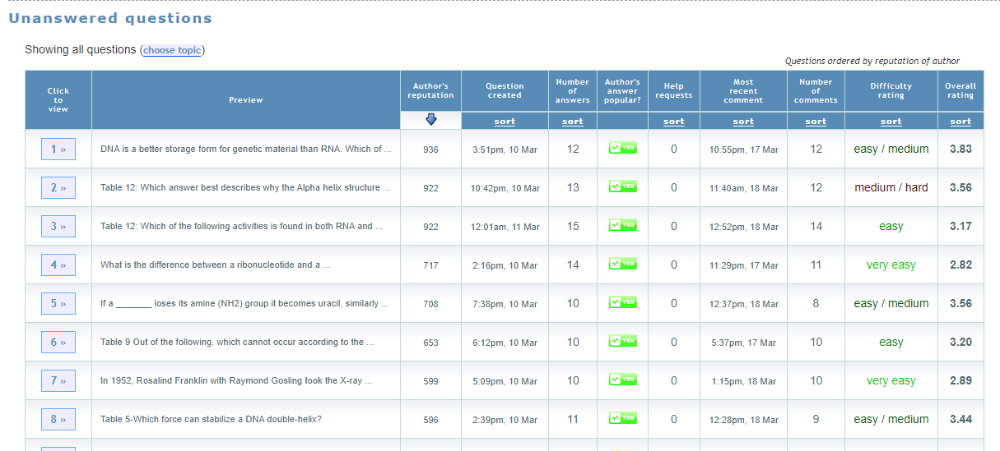 Unanswered questions
Showing all questions (choose topic)
Questions ordered by reputation of author
Click to view Preview Author's reputation Question created Number of answers Author's answer popular? Help requests Most recent comment Number of comments Difficulty rating Overall rating
sort sort sort sort sort sort sort
1 » DNA is a better storage form for genetic material than RNA. Which of ... 936 3:51pm, 10 Mar 12 YES 0 10:55pm, 17 Mar 12 easy / medium 3.83
2 » Table 12: Which answer best describes why the Alpha helix structure ... 922 10:42pm, 10 Mar 13 YES 0 11:40am, 18 Mar 12 medium / hard 3.56
3 » Table 12: Which of the following activities is found in both RNA and ... 922 12:01am, 11 Mar 15 YES 0 12:52pm, 18 Mar 14 easy 3.17
4 » What is the difference between a ribonucleotide and a ... 717 2:16pm, 10 Mar 14 YES 0 11:29pm, 17 Mar 11 very easy 2.82
5 » If a _______ loses its amine (NH2) group it becomes uracil, similarly ... 708 7:38pm, 10 Mar 10 YES 0 12:37pm, 18 Mar 8 easy / medium 3.56
6 » Table 9 Out of the following, which cannot occur according to the ... 653 6:12pm, 10 Mar 10 YES 0 5:37pm, 17 Mar 10 easy 3.20
7 » In 1952, Rosalind Franklin with Raymond Gosling took the X-ray ... 599 5:09pm, 10 Mar 10 YES 0 1:15pm, 18 Mar 10 very easy 2.89
8 » Table 5-Which force can stabilize a DNA double-helix? 596 2:39pm, 10 Mar 11 YES 0 12:28pm, 18 Mar 9 easy / medium 3.44